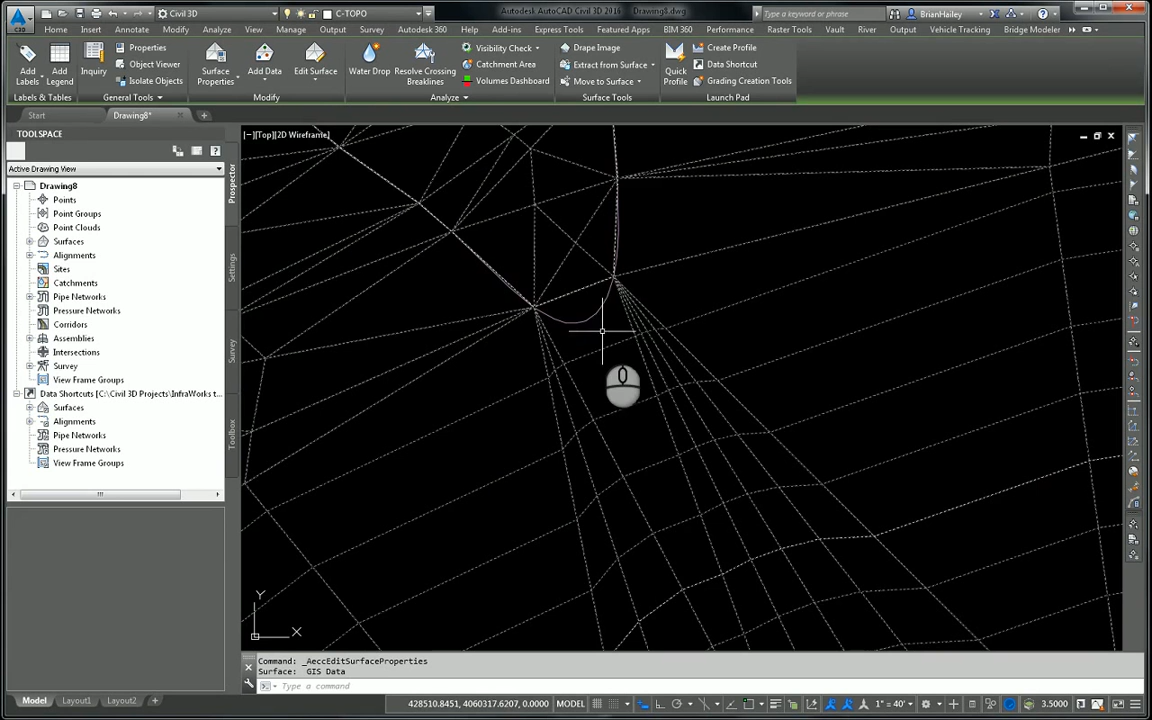 Civil 3D
C-TOPO
Autodesk AutoCAD Civil 3D 2016 Drawing8.dwg
Type a keyword or phrase
BrianHailey
C3D
Home Insert Annotate Modify Analyze View Manage Output Survey Autodesk 360 Help Add-ins Express Tools Featured Apps BIM 360 Performance Raster Tools Vault River Vehicle Tracking Bridge Modeler
Add Labels
Add Legend
Inquiry
Properties
Object Viewer
Isolate Objects
Surface Properties
Add Data
Edit Surface
Water Drop
Resolve Crossing Breaklines
Visibility Check
Catchment Area
Volumes Dashboard
Drape Image
Extract from Surface
Move to Surface
Quick Profile
Create Profile
Data Shortcut
Grading Creation Tools
Labels & Tables
General Tools
Modify
Analyze
Surface Tools
Launch Pad
Start
Drawing8*
TOOLSPACE
Active Drawing View
Drawing8
Points
Point Groups
Point Clouds
Surfaces
Alignments
Sites
Catchments
Pipe Networks
Pressure Networks
Corridors
Assemblies
Intersections
Survey
View Frame Groups
Data Shortcuts [C:\Civil 3D Projects\InfraWorks t...
Surfaces
Alignments
Pipe Networks
Pressure Networks
View Frame Groups
Prospector
Settings
Survey
Toolbox
[−][Top][2D Wireframe]
Y
X
Command: _AeccEditSurfaceProperties
Surface: GIS Data
Type a command
Model Layout1 Layout2
428510.8451, 4060317.6207, 0.0000 MODEL
1" = 40'
3.5000